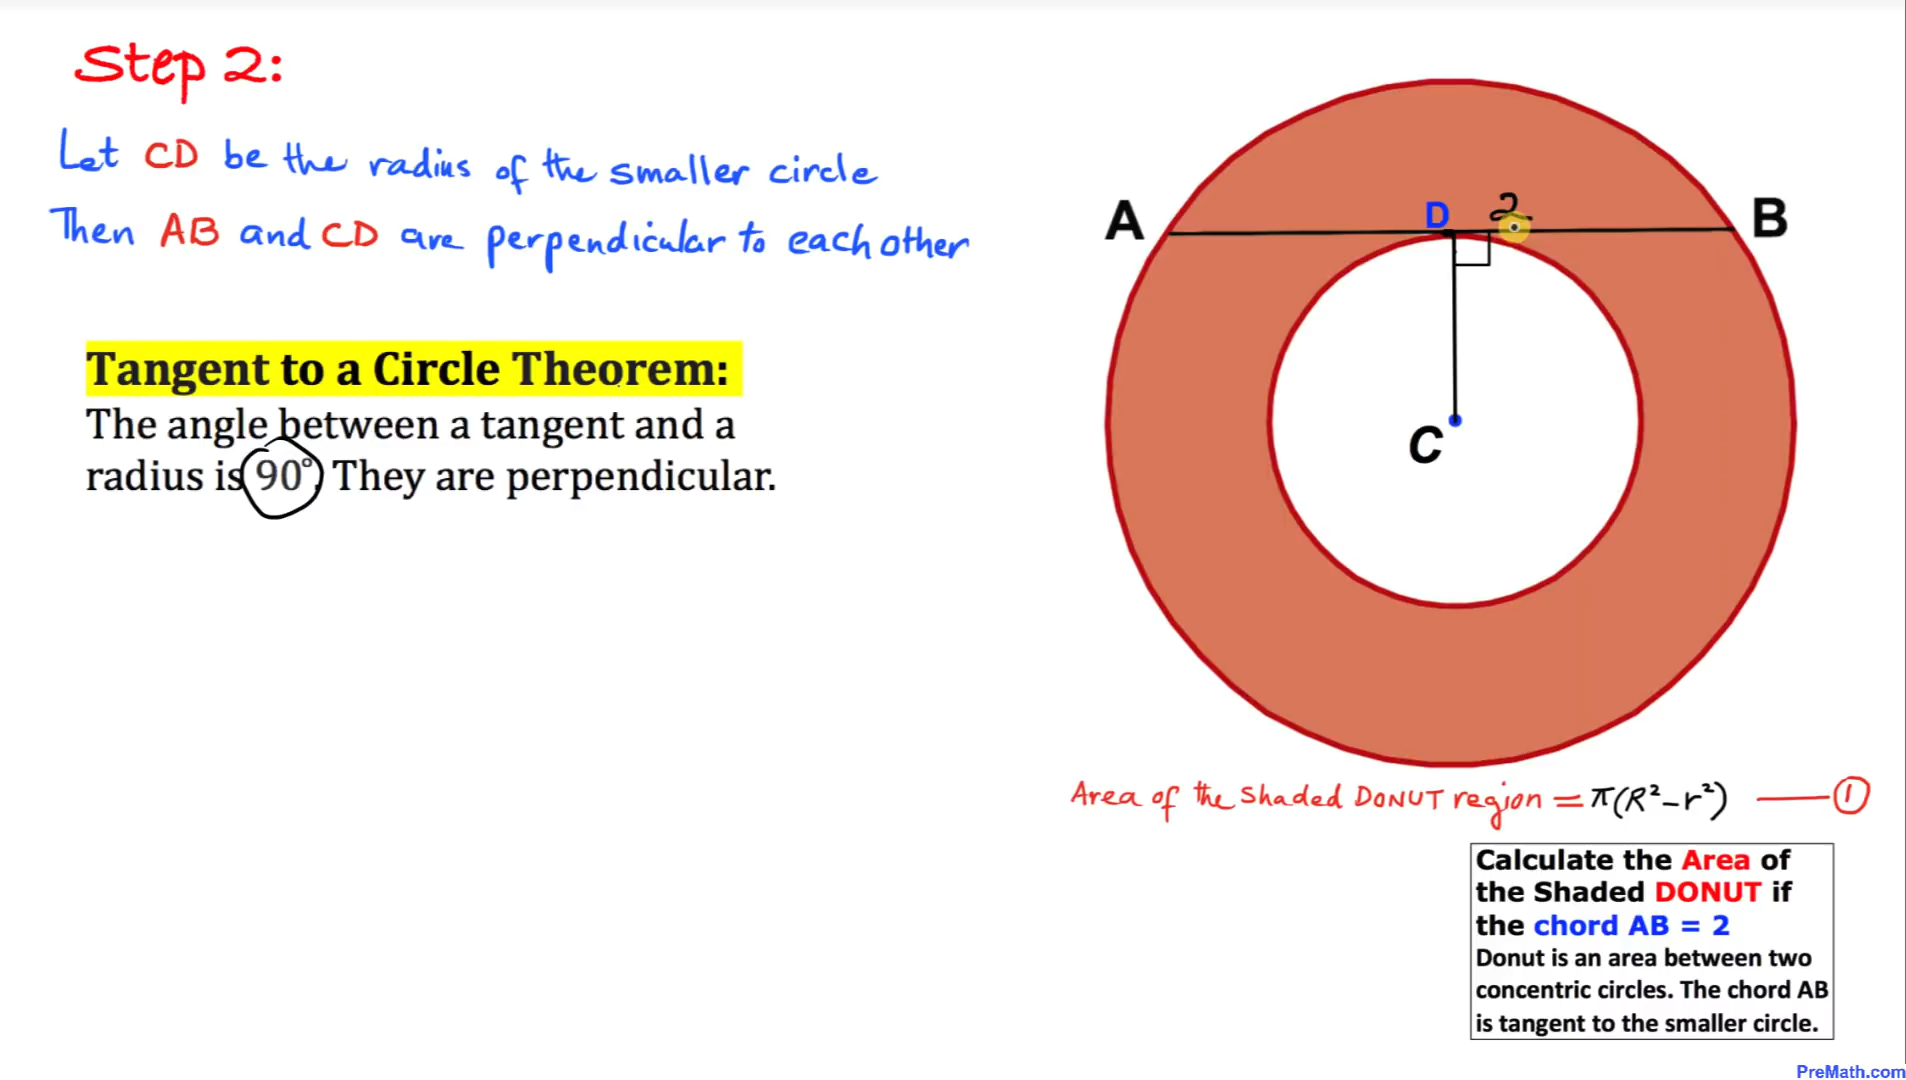 Step 2:
Let CD be the radius of the smaller circle
Then AB and CD are perpendicular to each other
Tangent to a Circle Theorem:
The angle between a tangent and a
radius is 90°. They are perpendicular.
A
D
2
B
C
Area of the Shaded DONUT region = π(R²-r²) —— ①
Calculate the Area of
the Shaded DONUT if
the chord AB = 2
Donut is an area between two
concentric circles. The chord AB
is tangent to the smaller circle.
PreMath.com